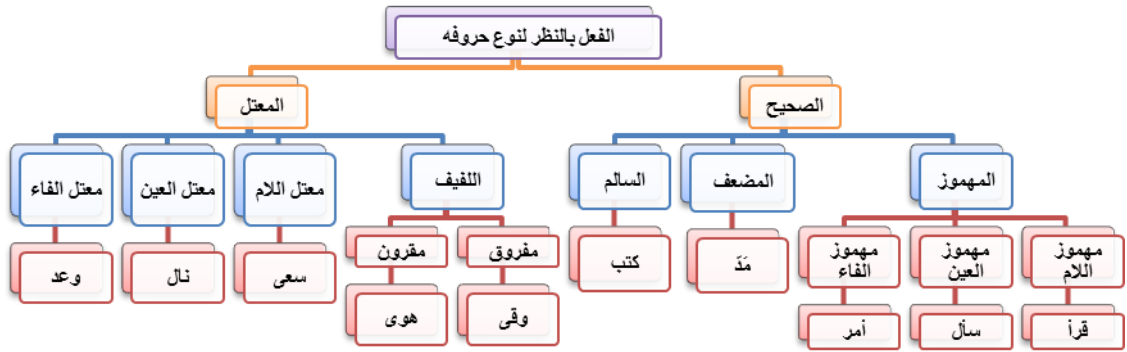 الفعل بالنظر لنوع حروفه
الصحيح
المعتل
المهموز
المضعف
السالم
اللفيف
معتل اللام
معتل العين
معتل الفاء
مهموز
اللام
مهموز
العين
مهموز
الفاء
مَدّ
كتب
مفروق
مقرون
سعى
نال
وعد
قرأ
سأل
أمر
وقى
هوى